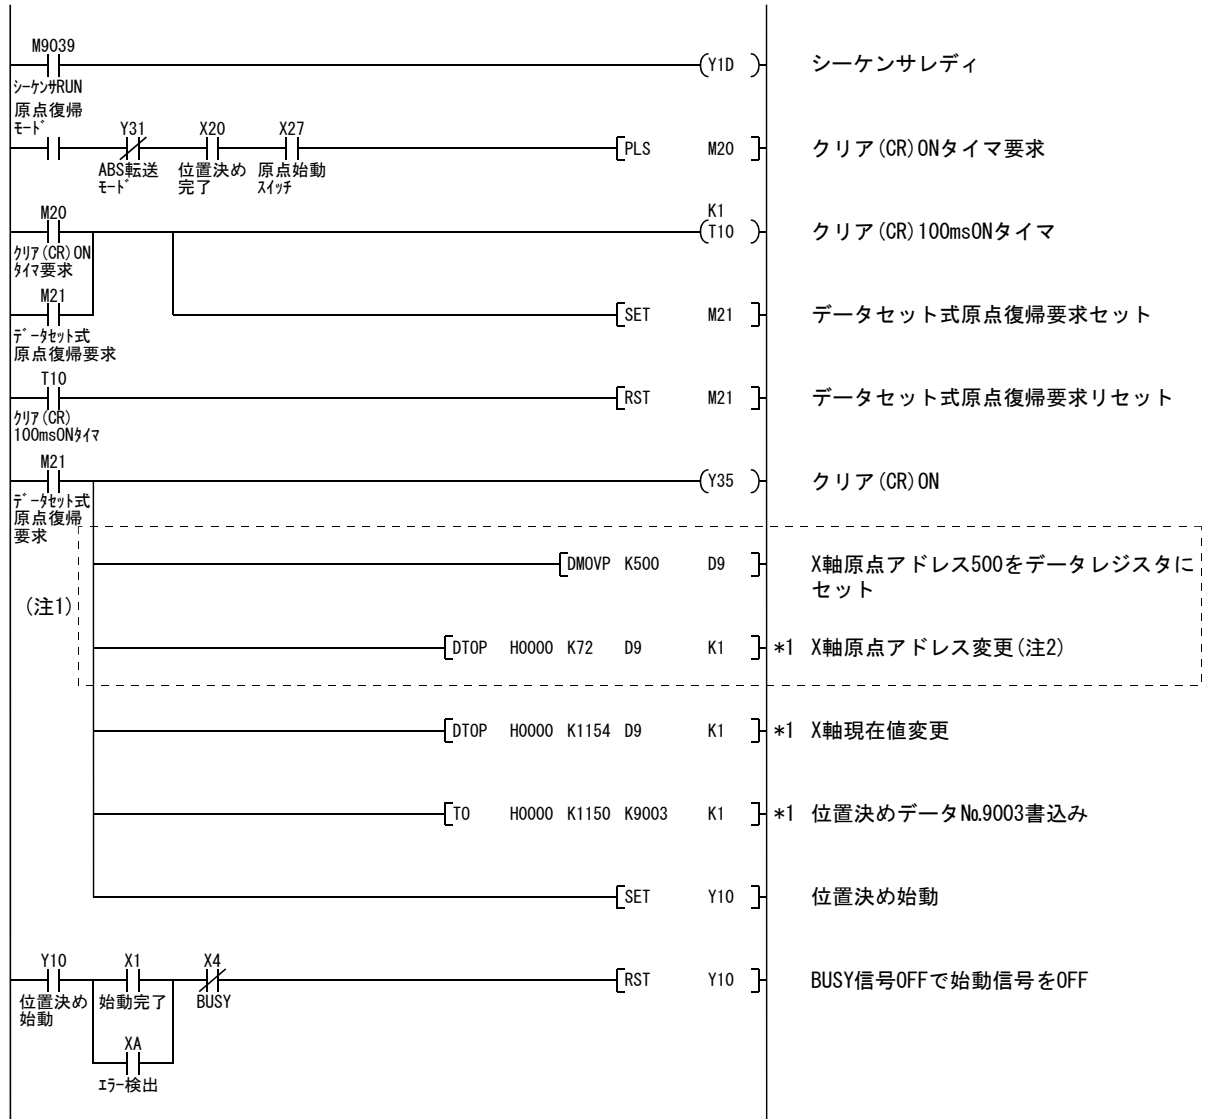 M9039
(Y1D )
シーケンサレディ
シーケンサRUN
原点復帰
モード
Y31
X20
X27
[PLS M20 ]
クリア(CR)ONタイマ要求
ABS転送
モード
位置決め
完了
原点始動
スイッチ
M20
K1
(T10 )
クリア(CR)100msONタイマ
クリア(CR)ON
タイマ要求
M21
[SET M21 ]
データセット式原点復帰要求セット
データセット式
原点復帰要求
T10
[RST M21 ]
データセット式原点復帰要求リセット
クリア(CR)
100msONタイマ
M21
(Y35 )
クリア(CR)ON
データセット式
原点復帰
要求
[DMOVP K500 D9 ]
X軸原点アドレス500をデータレジスタに
セット
(注1)
[DTOP H0000 K72 D9 K1 ]
*1 X軸原点アドレス変更(注2)
[DTOP H0000 K1154 D9 K1 ]
*1 X軸現在値変更
[TO H0000 K1150 K9003 K1 ]
*1 位置決めデータ№9003書込み
[SET Y10 ]
位置決め始動
Y10
X1
X4
[RST Y10 ]
BUSY信号OFFで始動信号をOFF
位置決め
始動
始動完了
BUSY
XA
エラー検出